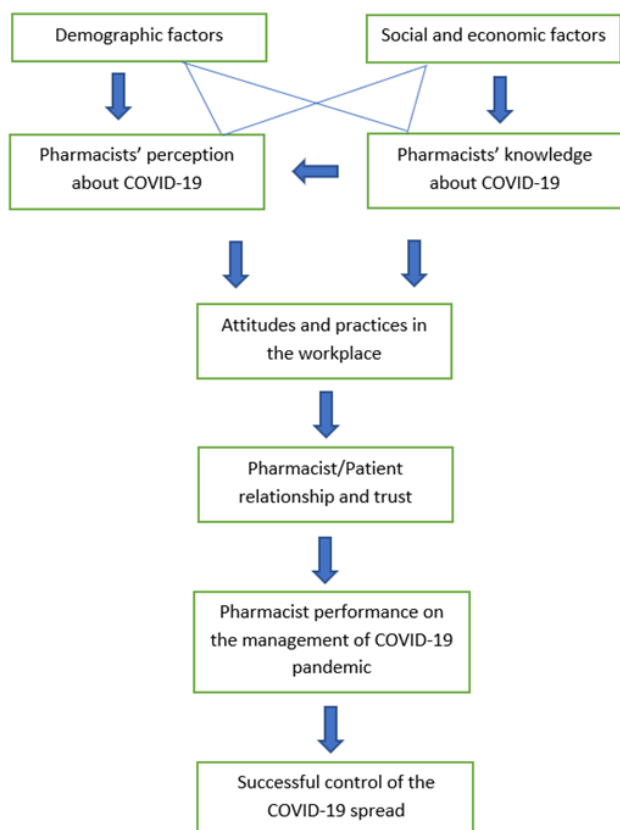 Demographic factors
Social and economic factors
Pharmacists’ perception
about COVID-19
Pharmacists’ knowledge
about COVID-19
Attitudes and practices in
the workplace
Pharmacist/Patient
relationship and trust
Pharmacist performance on
the management of COVID-19
pandemic
Successful control of the
COVID-19 spread